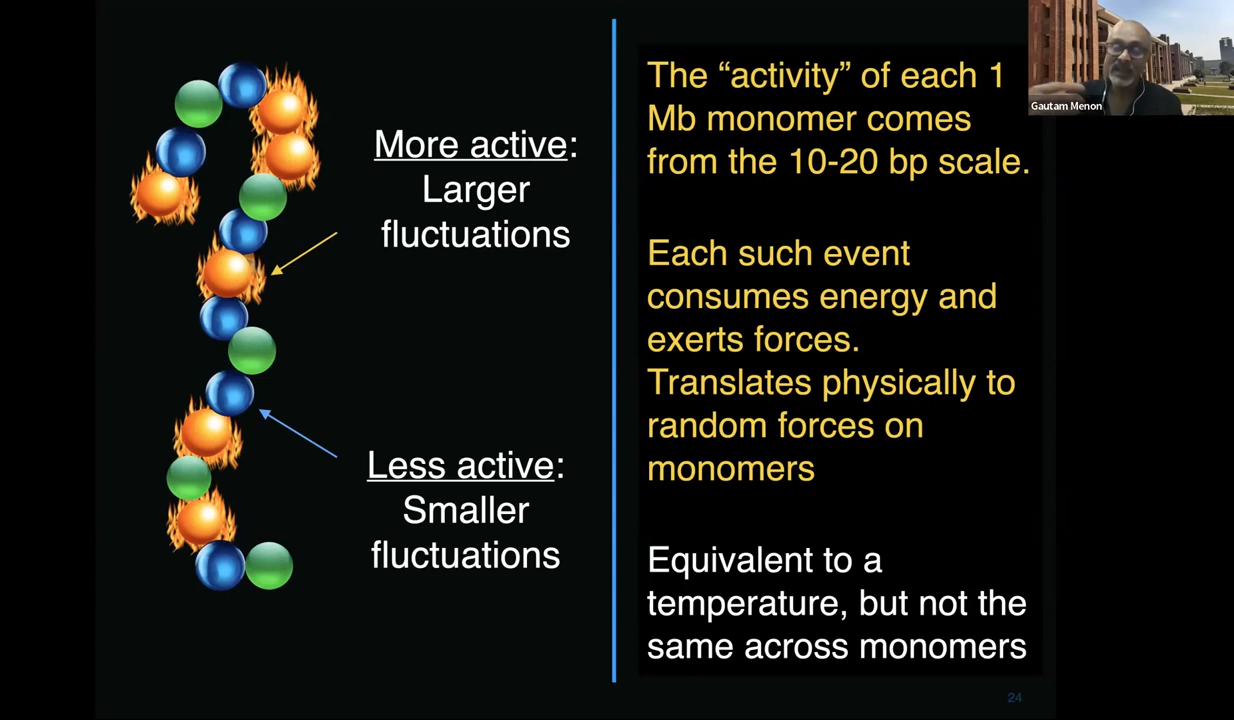 More active:
Larger
fluctuations
Less active:
Smaller
fluctuations
The “activity” of each 1
Mb monomer comes
from the 10-20 bp scale.
Each such event
consumes energy and
exerts forces.
Translates physically to
random forces on
monomers
Equivalent to a
temperature, but not the
same across monomers
Gautam Menon
24